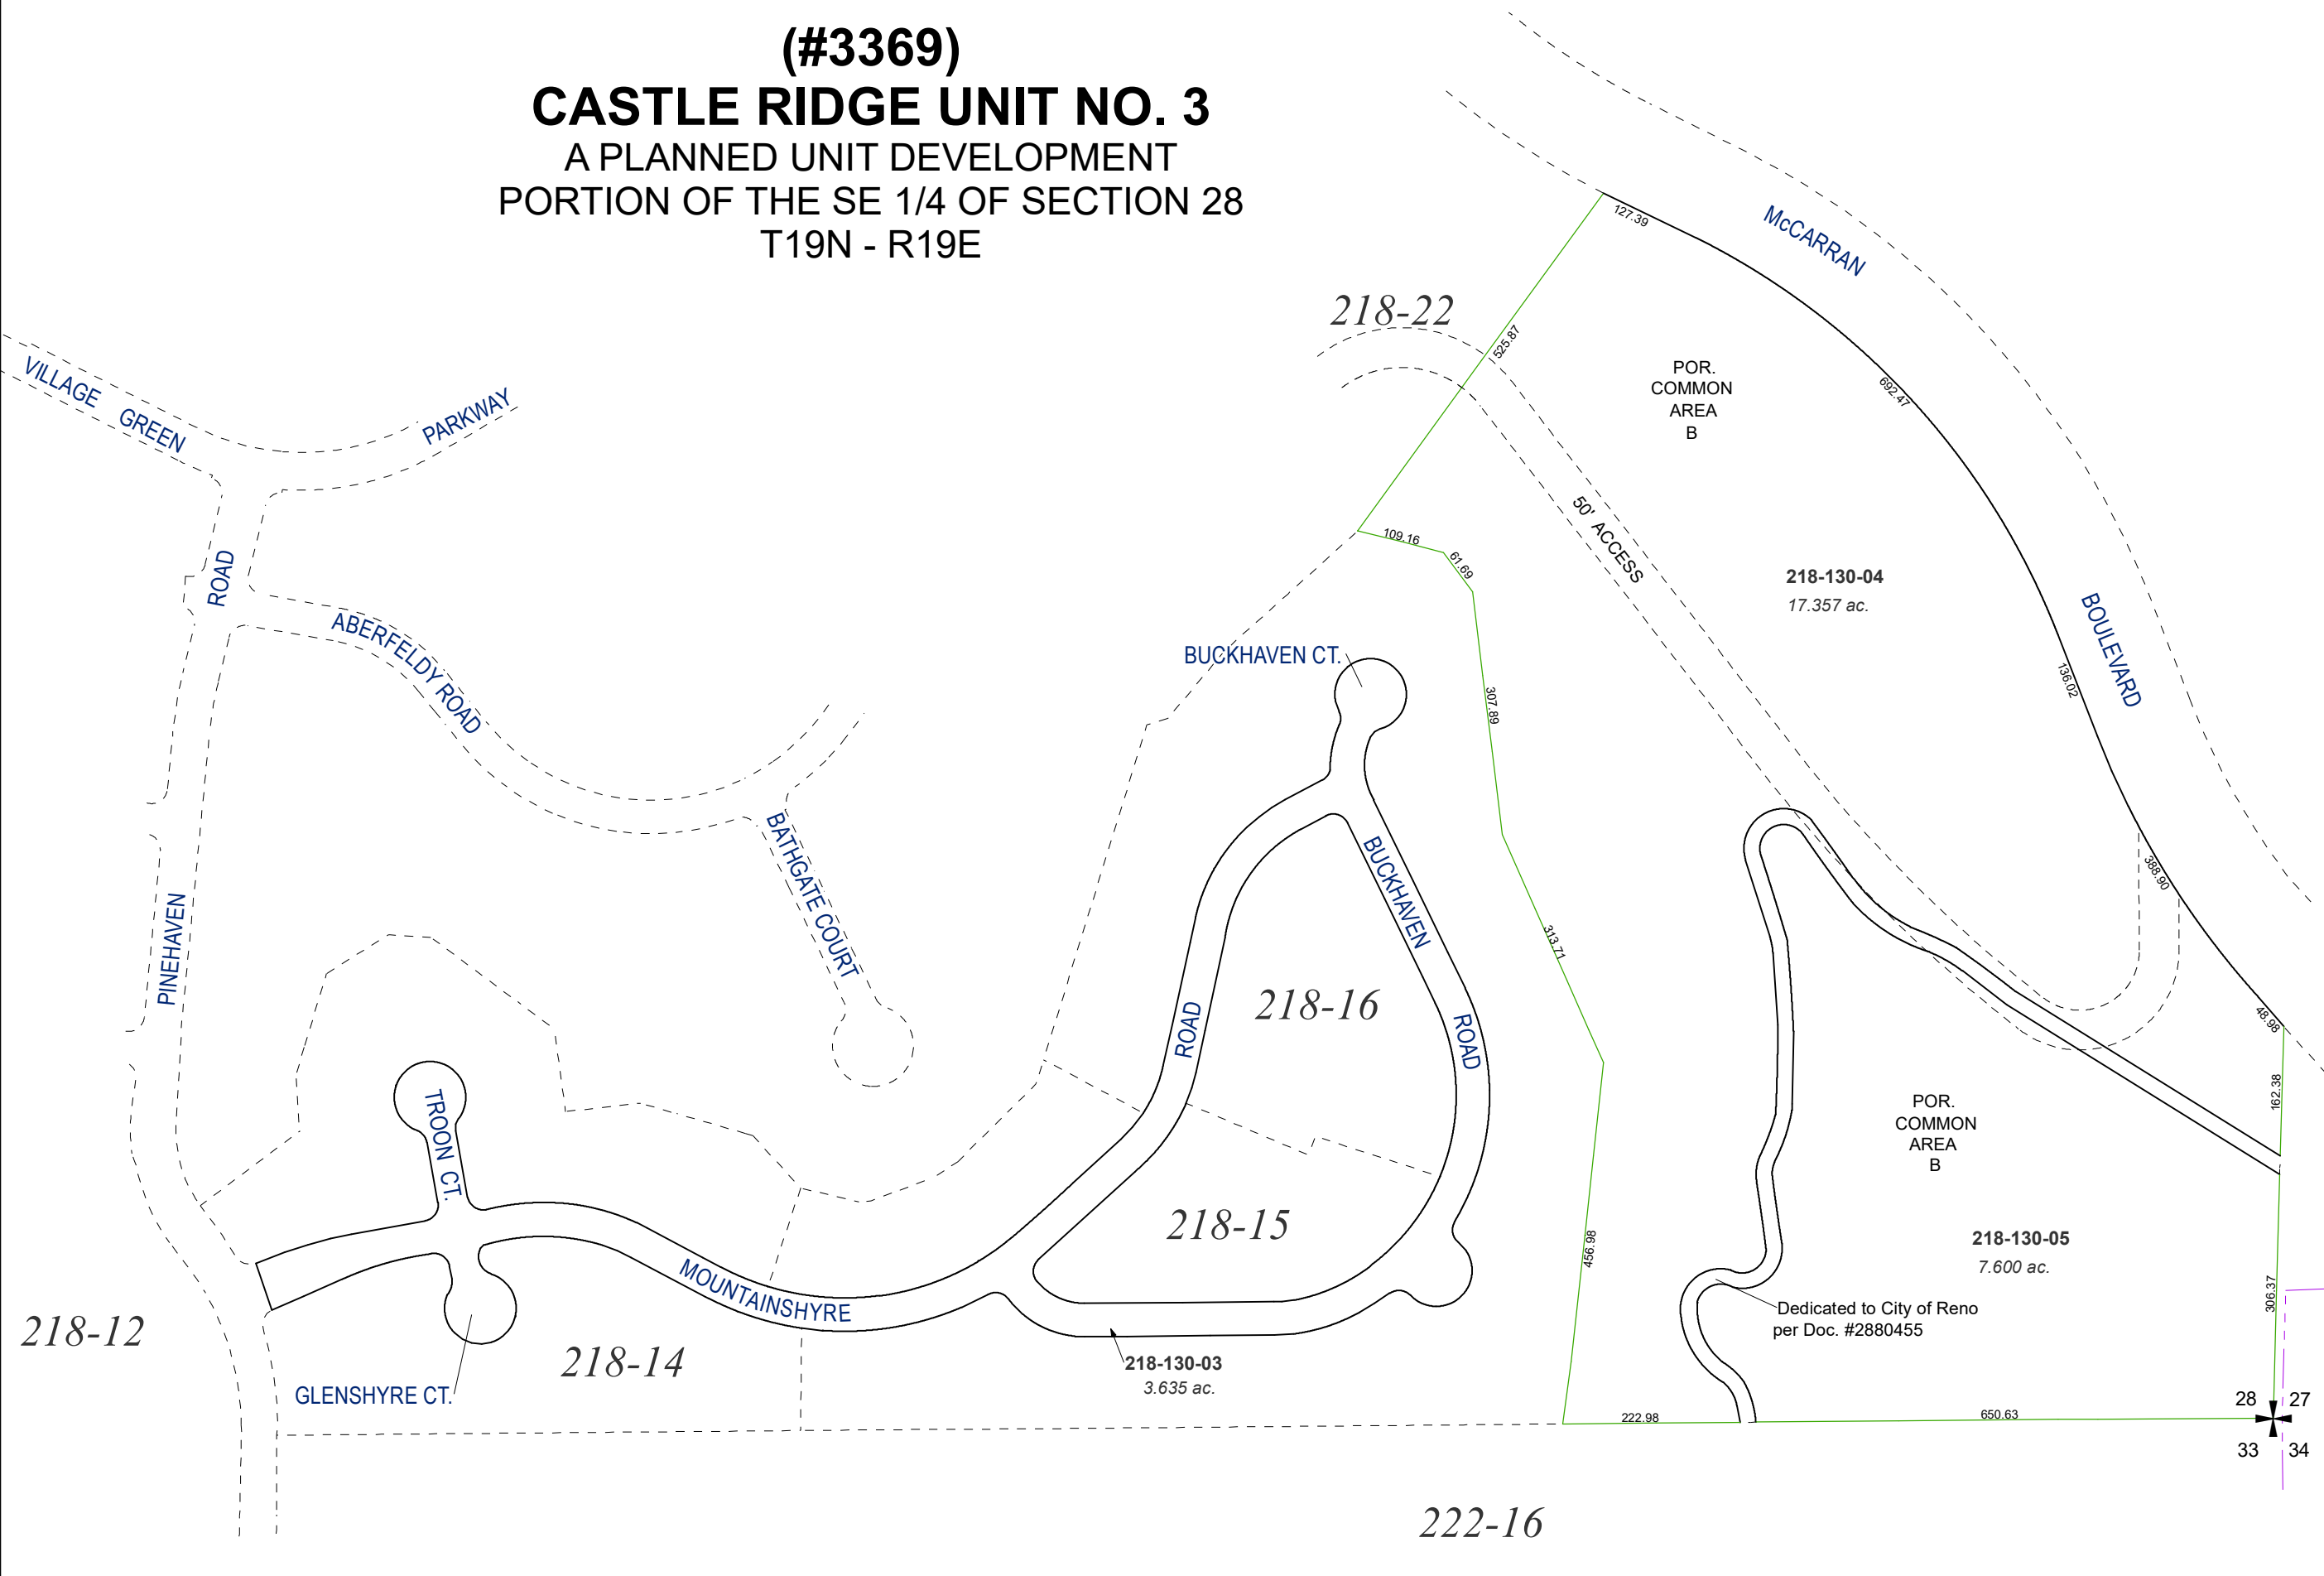 (#3369)
CASTLE RIDGE UNIT NO. 3
A PLANNED UNIT DEVELOPMENT
PORTION OF THE SE 1/4 OF SECTION 28
T19N - R19E
127.39
McCARRAN
218-22
525.87
POR.
COMMON
AREA
B
692.47
VILLAGE GREEN
PARKWAY
50' ACCESS
109.16
61.69
218-130-04
17.357 ac.
ROAD
ABERFELDY ROAD
BOULEVARD
BUCKHAVEN CT.
307.89
136.02
BATHGATE COURT
BUCKHAVEN
388.90
PINEHAVEN
313.71
218-16
ROAD
ROAD
48.98
TROON CT.
162.38
POR.
COMMON
AREA
B
218-15
456.98
218-130-05
7.600 ac.
MOUNTAINSHYRE
306.37
Dedicated to City of Reno
per Doc. #2880455
218-12
218-14
218-130-03
3.635 ac.
GLENSHYRE CT.
222.98
650.63
28 27
33 34
222-16